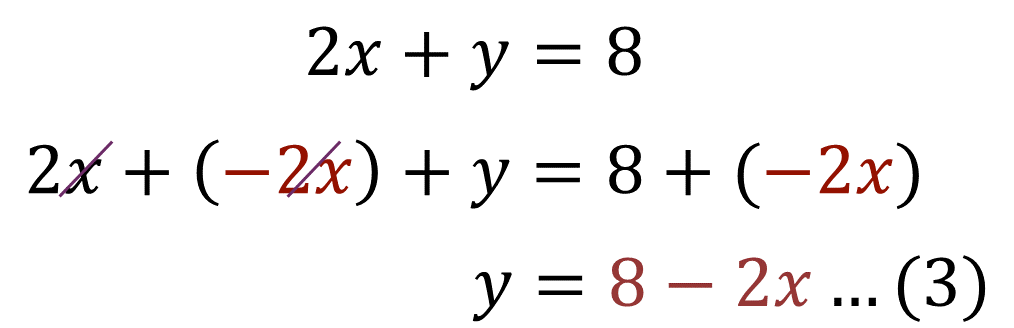 2x + y = 8
2x + (−2x) + y = 8 + (−2x)
y = 8 − 2x ... (3)